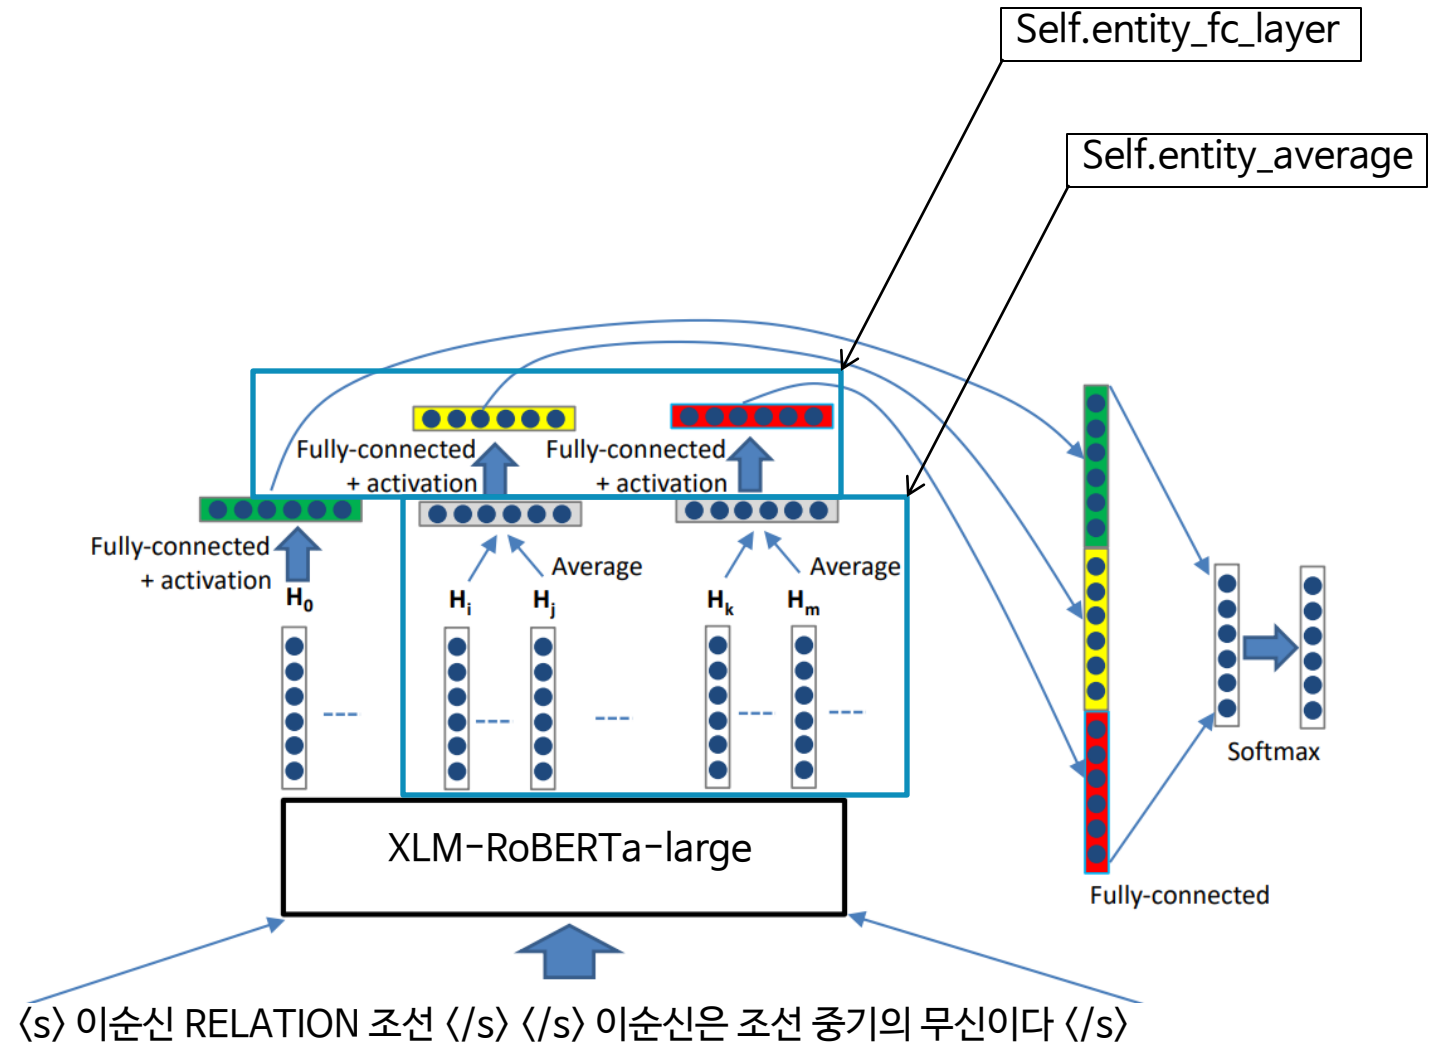 Self.entity_fc_layer
Self.entity_average
Fully-connected
+ activation
Fully-connected
+ activation
Fully-connected
+ activation
H0
Hi
Hj
Average
Hk
Hm
Average
XLM-RoBERTa-large
Softmax
Fully-connected
<s> 이순신 RELATION 조선 </s> </s> 이순신은 조선 중기의 무신이다 </s>